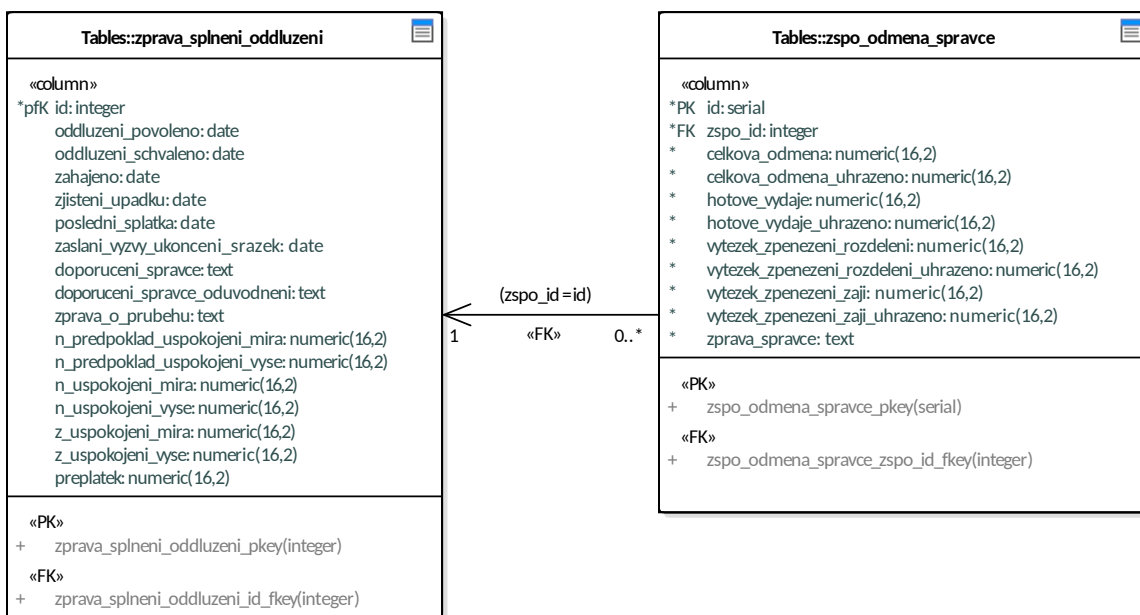 Tables::zprava_splneni_oddluzeni
«column»
*pfK id: integer
oddluzeni_povoleno: date
oddluzeni_schvaleno: date
zahajeno: date
zjisteni_upadku: date
posledni_splatka: date
zaslani_vyzvy_ukonceni_srazek: date
doporuceni_spravce: text
doporuceni_spravce_oduvodneni: text
zprava_o_prubehu: text
n_predpoklad_uspokojeni_mira: numeric(16,2)
n_predpoklad_uspokojeni_vyse: numeric(16,2)
n_uspokojeni_mira: numeric(16,2)
n_uspokojeni_vyse: numeric(16,2)
z_uspokojeni_mira: numeric(16,2)
z_uspokojeni_vyse: numeric(16,2)
preplatek: numeric(16,2)
«PK»
+ zprava_splneni_oddluzeni_pkey(integer)
«FK»
+ zprava_splneni_oddluzeni_id_fkey(integer)
(zspo_id =id)
1 «FK» 0..*
Tables::zspo_odmena_spravce
«column»
*PK id: serial
*FK zspo_id: integer
* celkova_odmena: numeric(16,2)
* celkova_odmena_uhrazeno: numeric(16,2)
* hotove_vydaje: numeric(16,2)
* hotove_vydaje_uhrazeno: numeric(16,2)
* vytezek_zpenezeni_rozdeleni: numeric(16,2)
* vytezek_zpenezeni_rozdeleni_uhrazeno: numeric(16,2)
* vytezek_zpenezeni_zaji: numeric(16,2)
* vytezek_zpenezeni_zaji_uhrazeno: numeric(16,2)
* zprava_spravce: text
«PK»
+ zspo_odmena_spravce_pkey(serial)
«FK»
+ zspo_odmena_spravce_zspo_id_fkey(integer)